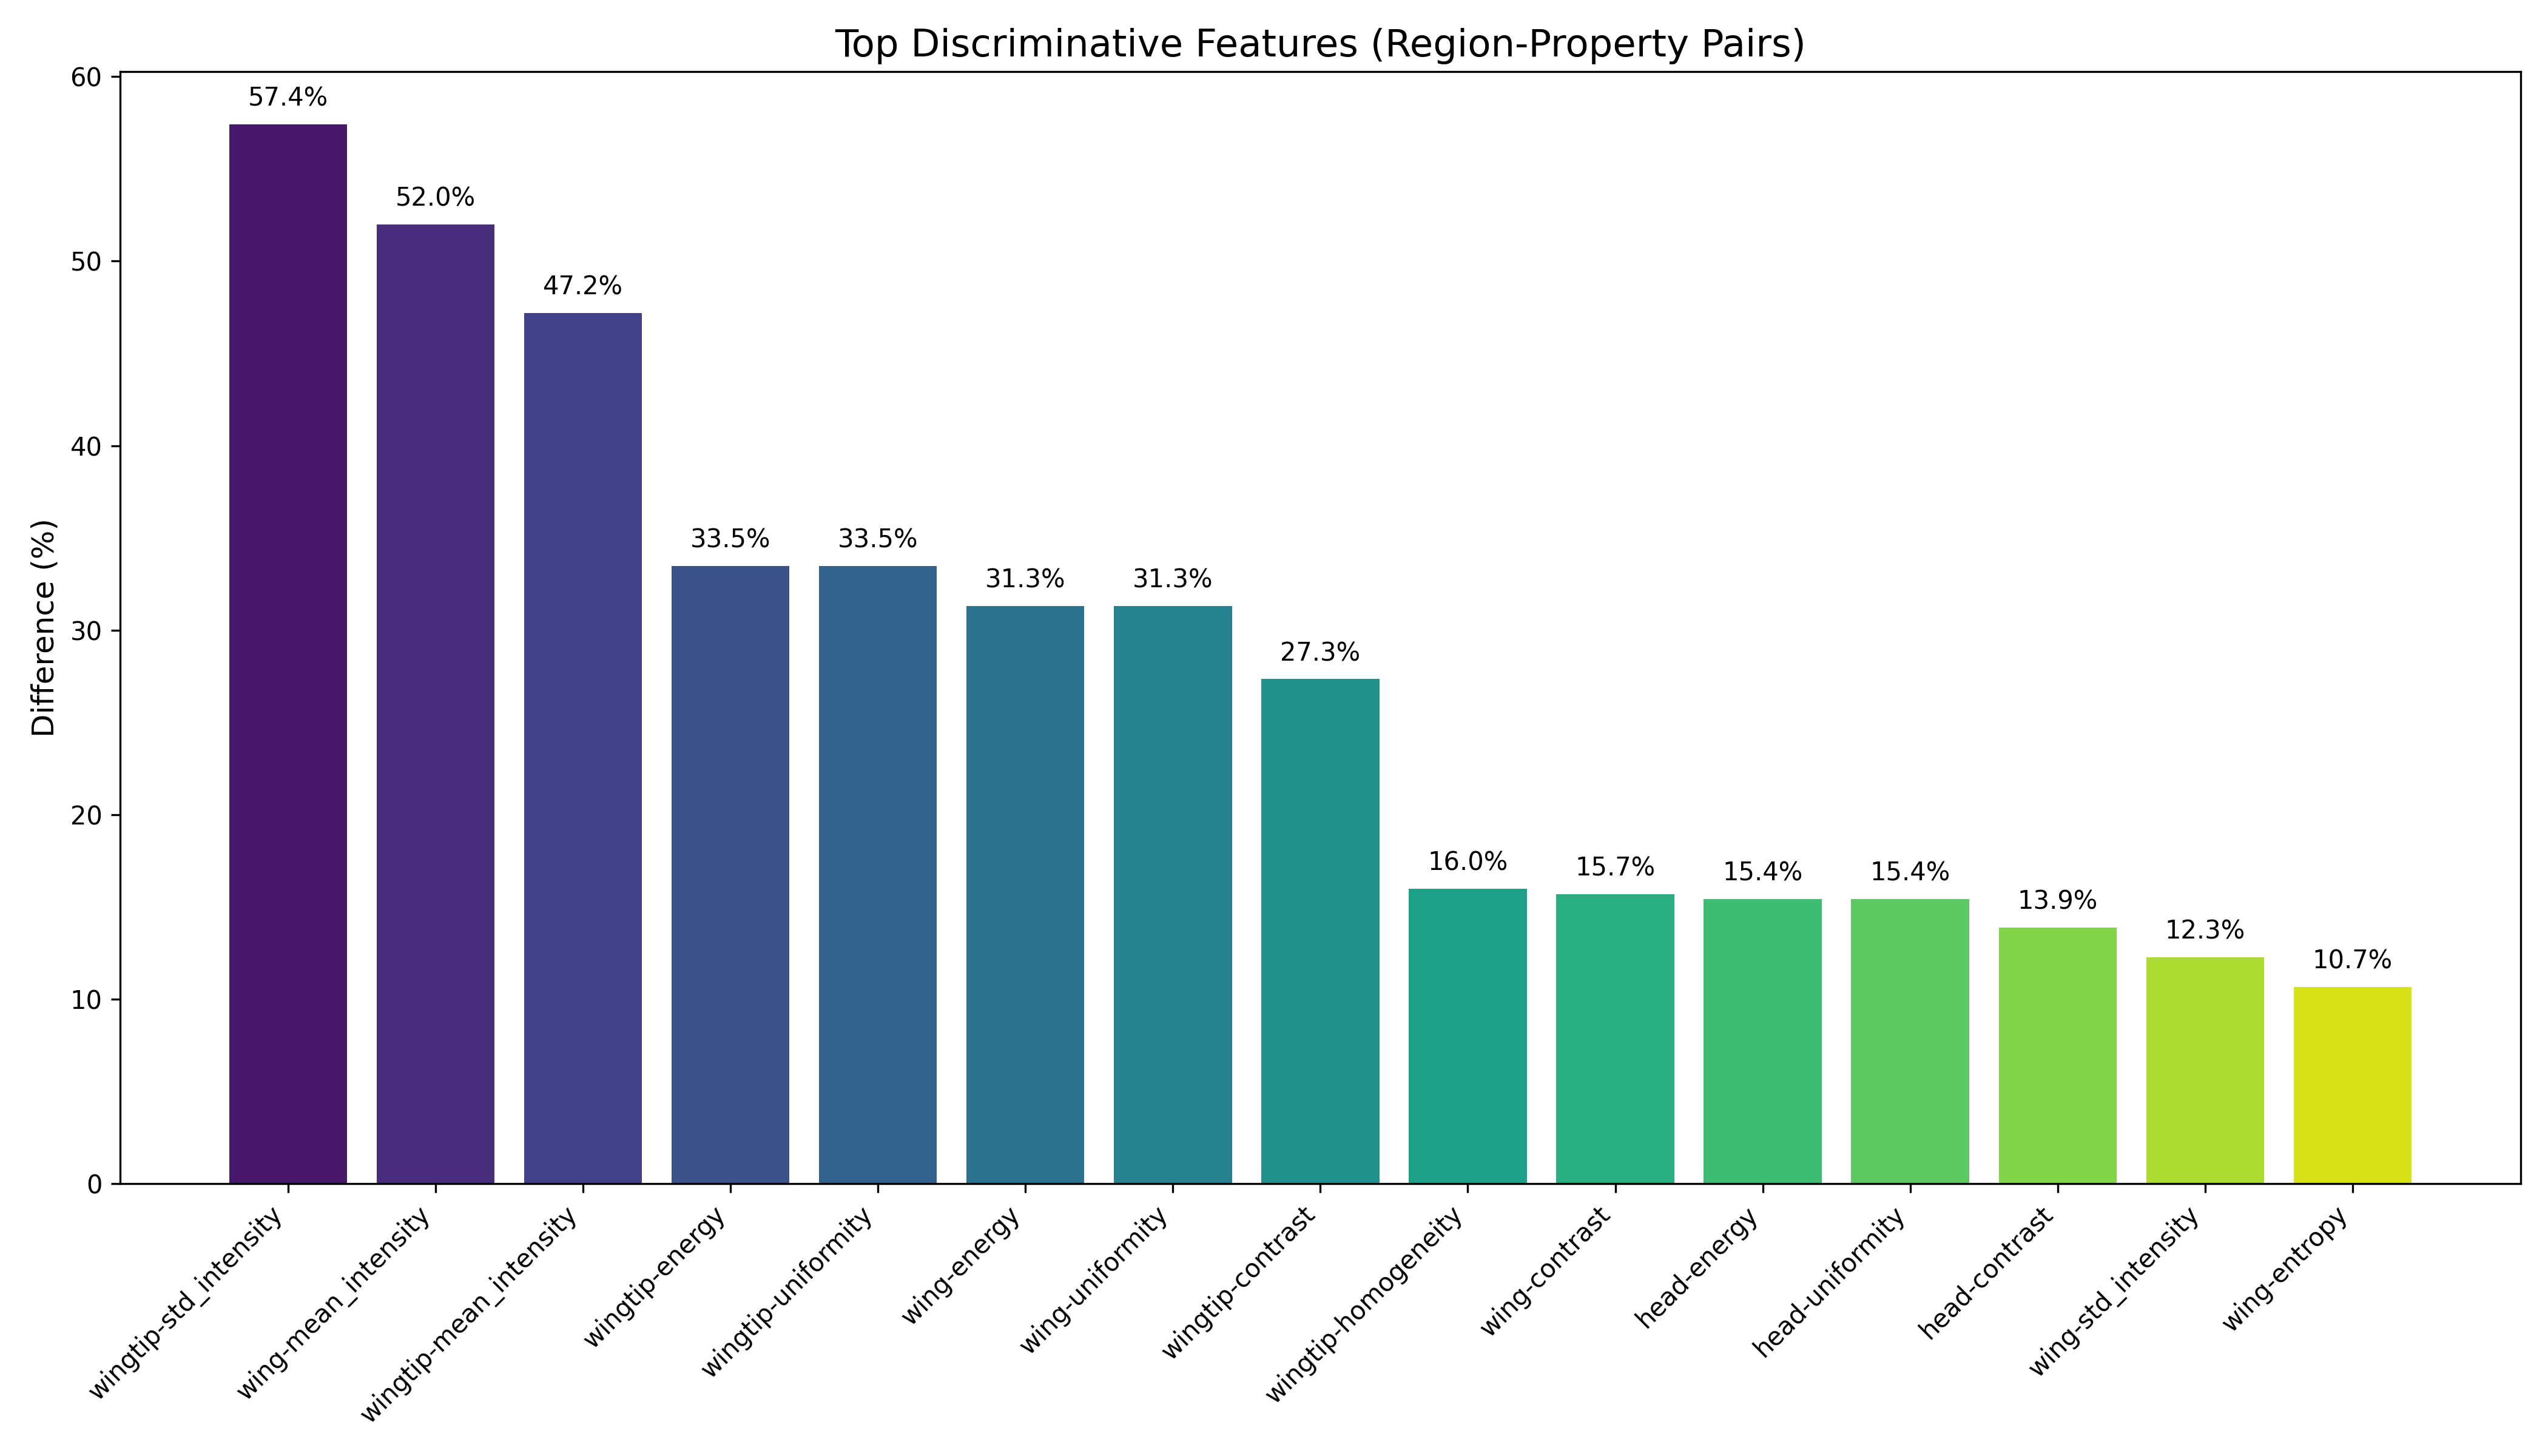 Top Discriminative Features (Region-Property Pairs)
Difference (%)
60
50
40
30
20
10
0
57.4%
52.0%
47.2%
33.5%
33.5%
31.3%
31.3%
27.3%
16.0%
15.7%
15.4%
15.4%
13.9%
12.3%
10.7%
wingtip-std_intensity
wing-mean_intensity
wingtip-mean_intensity
wingtip-energy
wingtip-uniformity
wing-energy
wing-uniformity
wingtip-contrast
wingtip-homogeneity
wing-contrast
head-energy
head-uniformity
head-contrast
wing-std_intensity
wing-entropy